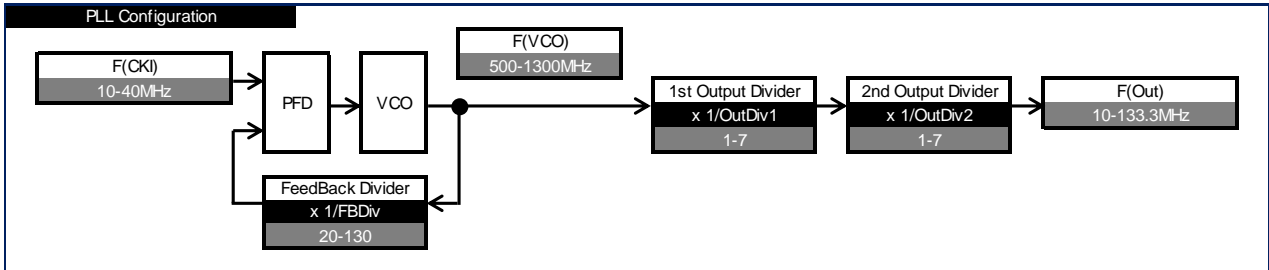 PLL Configuration
F(CKI)
10-40MHz
PFD
VCO
F(VCO)
500-1300MHz
1st Output Divider
x 1/OutDiv1
1-7
2nd Output Divider
x 1/OutDiv2
1-7
F(Out)
10-133.3MHz
FeedBack Divider
x 1/FBDiv
20-130